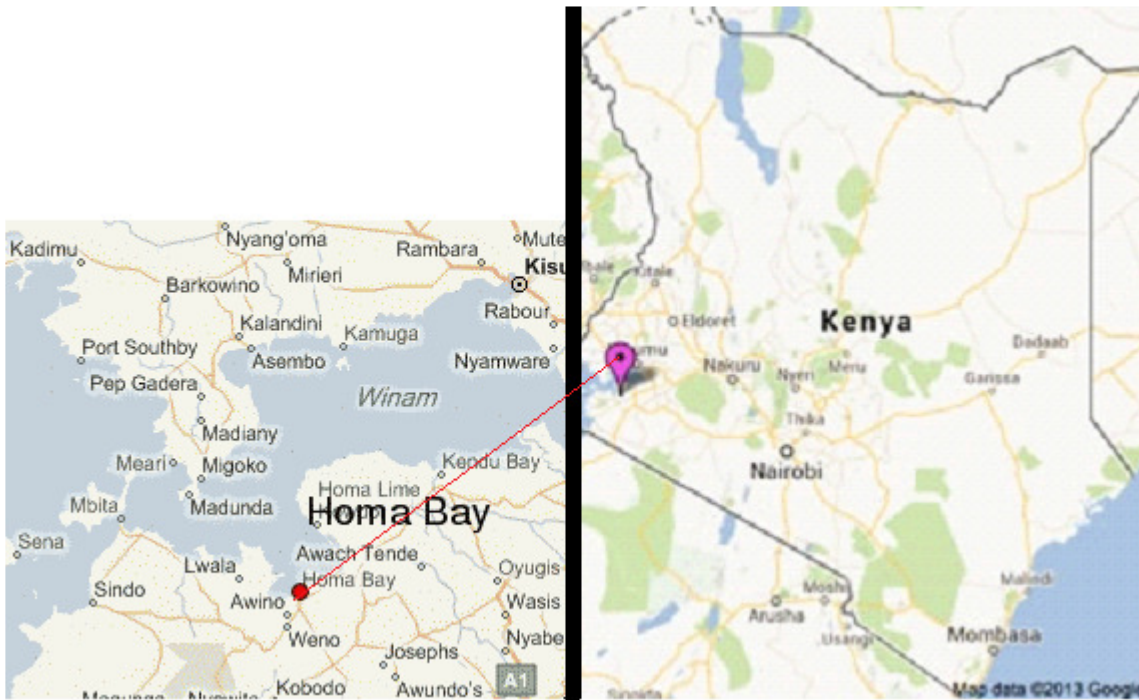 Nyang'oma
Kadimu
Rambara
Mute
Mirieri
Kisu
Barkowino
Rabour
Kalandini
Kamuga
Port Southby
Asembo
Nyamware
Pep Gadera
Winam
Madiany
Meari
Migoko
Kendu Bay
Homa Lime
Mbita
Madunda
Homa Bay
Sena
Awach Tende
Lwala
Homa Bay
Oyugis
Sindo
Awino
Wasis
Weno
Nyabe
Josephs
A1
Kobodo
Awundo's
Kitale
Eldoret
Kenya
Dadaab
Nakuru
Meru
Nyeri
Garissa
Thika
Nairobi
Malindi
Moshi
Arusha
Usangi
Mombasa
Map data ©2013 Googl